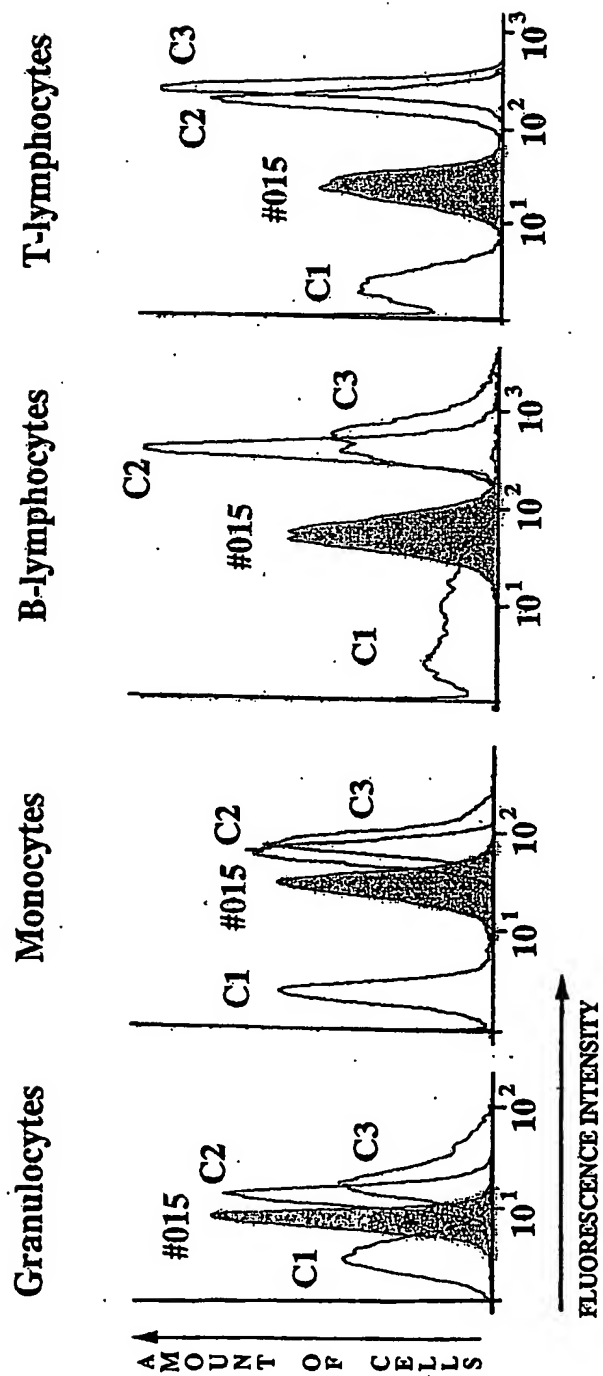 Granulocytes
Monocytes
B-lymphocytes
T-lymphocytes
AMOUNT OF CELLS
C1
#015
C2
C3
10^1
10^2
C1
#015
C2
C3
10^1
10^2
C1
#015
C2
C3
10^1
10^2
10^3
C1
#015
C2
C3
10^1
10^2
10^3
FLUORESCENCE INTENSITY